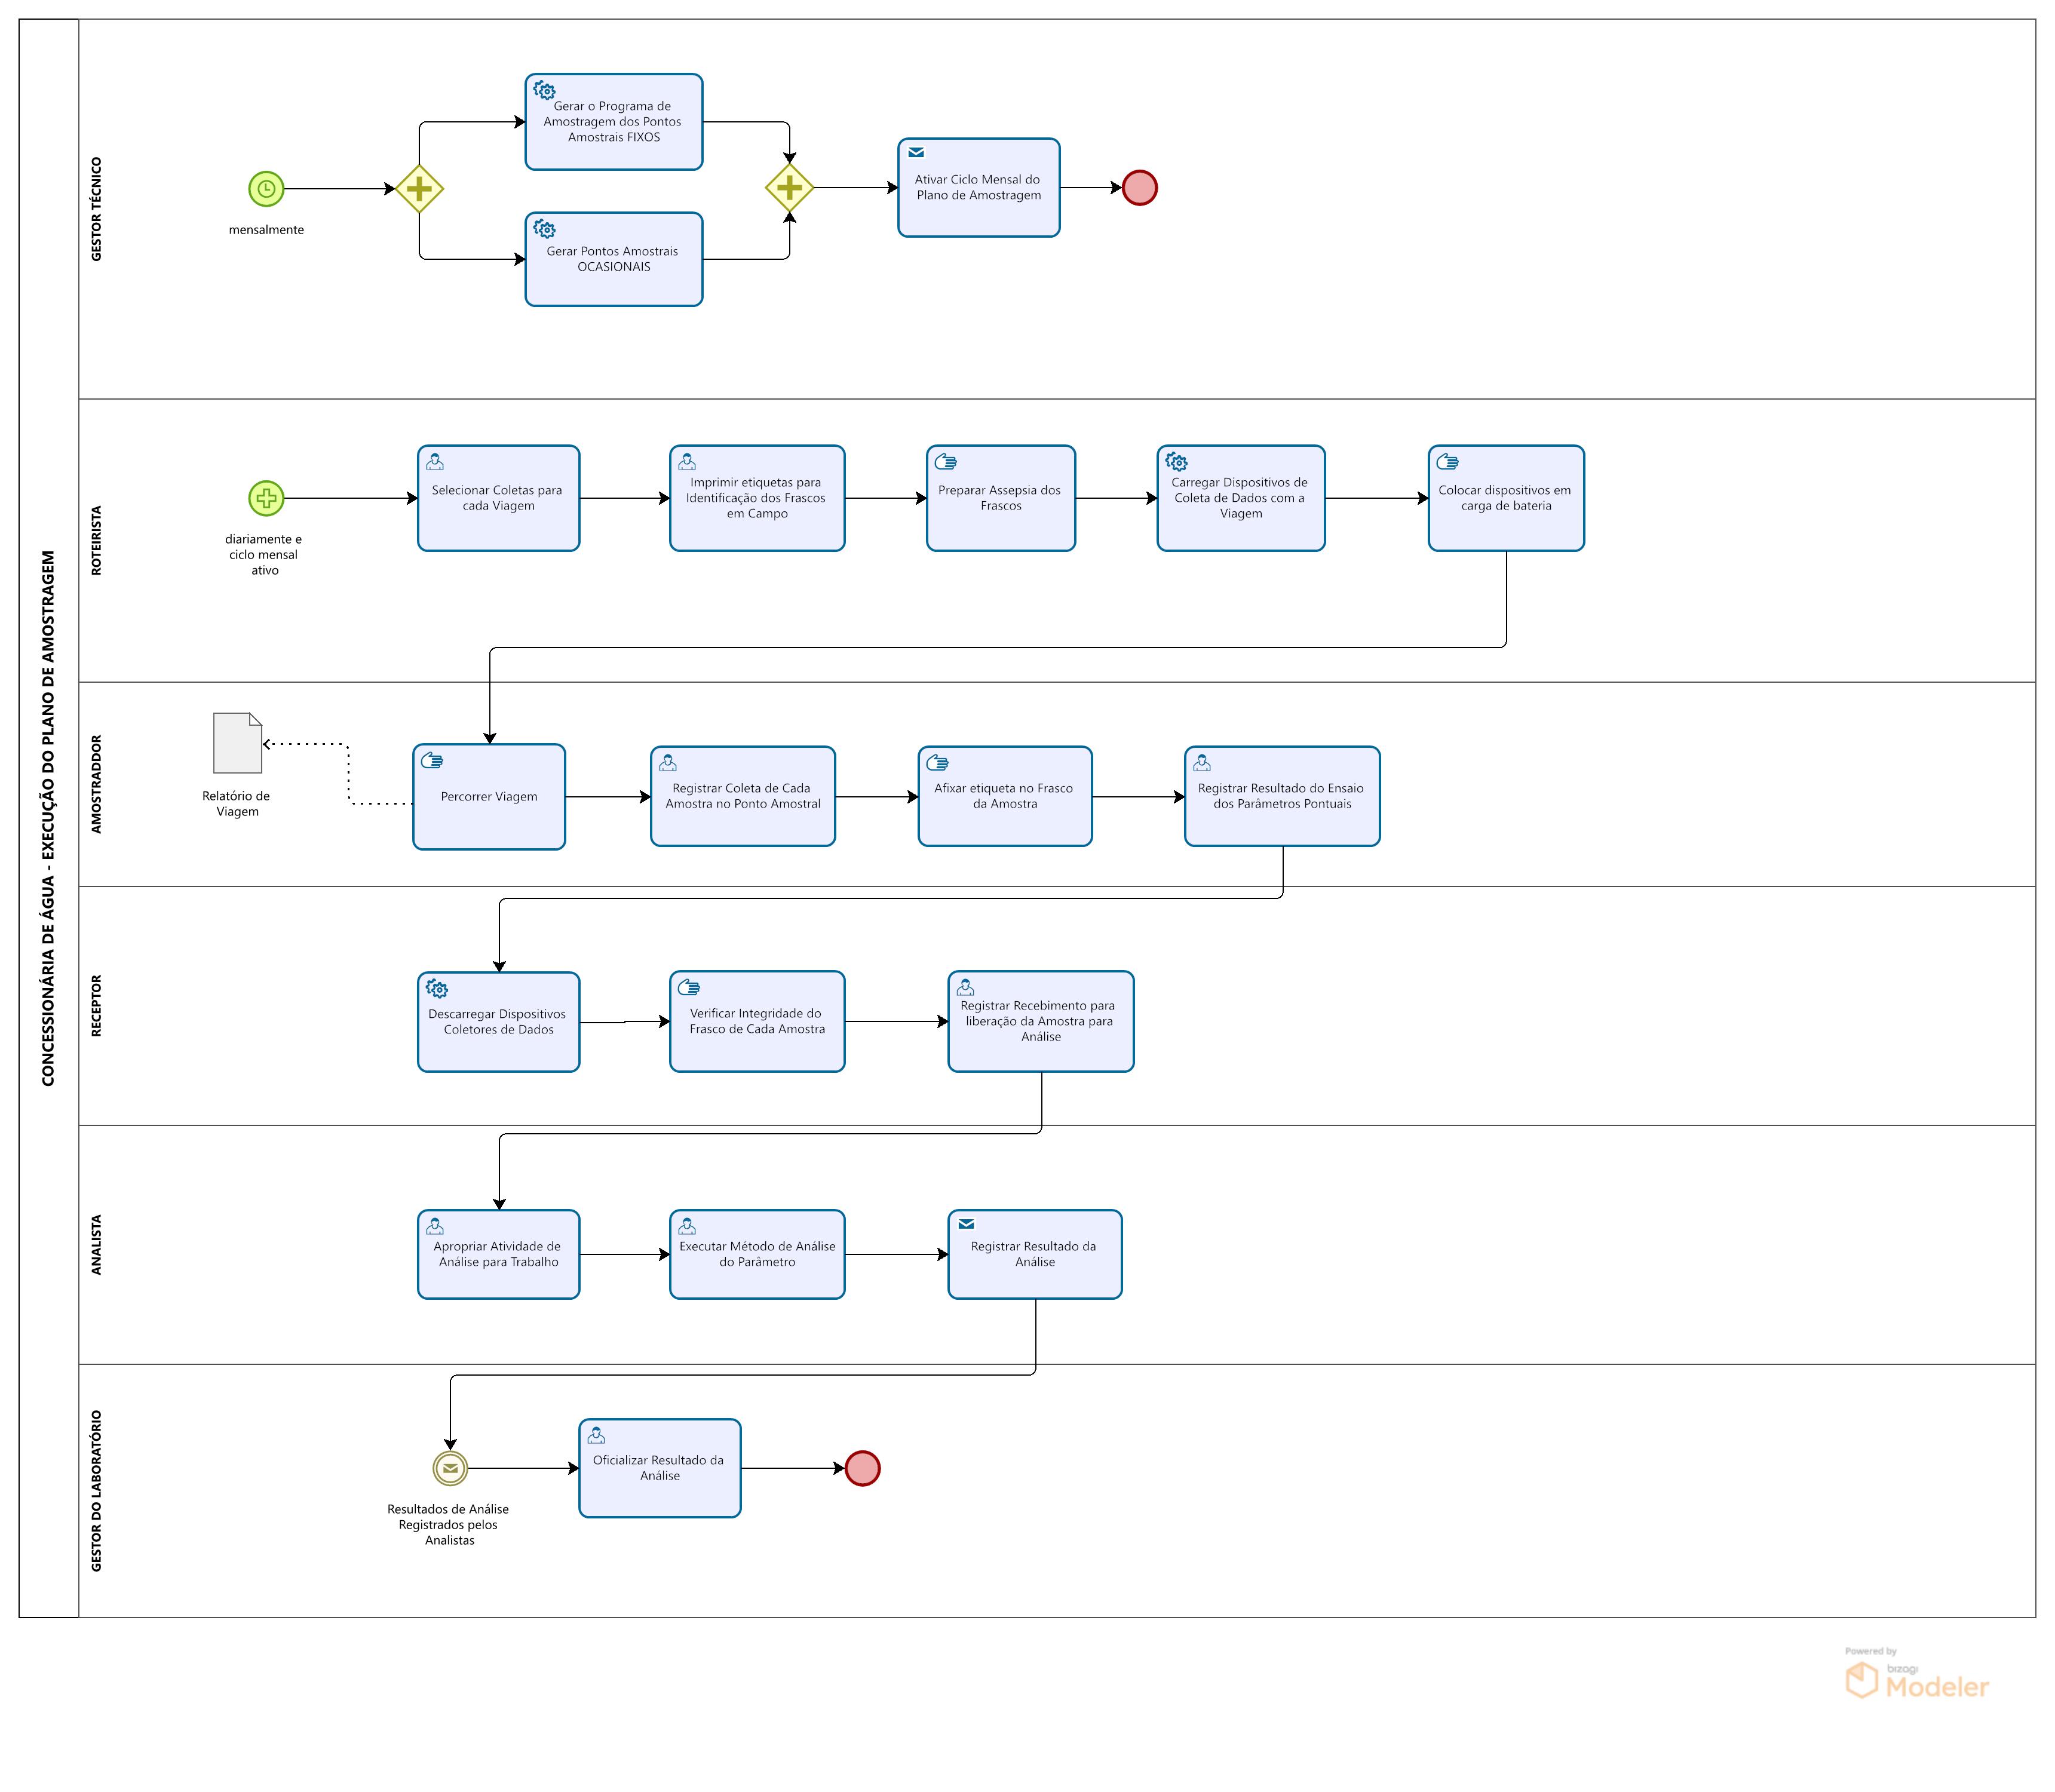 CONCESSIONÁRIA DE ÁGUA - EXECUÇÃO DO PLANO DE AMOSTRAGEM
GESTOR TÉCNICO
mensalmente
Gerar o Programa de
Amostragem dos Pontos
Amostrais FIXOS
Gerar Pontos Amostrais
OCASIONAIS
Ativar Ciclo Mensal do
Plano de Amostragem
ROTEIRISTA
diariamente e
ciclo mensal
ativo
Selecionar Coletas para
cada Viagem
Imprimir etiquetas para
Identificação dos Frascos
em Campo
Preparar Assepsia dos
Frascos
Carregar Dispositivos de
Coleta de Dados com a
Viagem
Colocar dispositivos em
carga de bateria
AMOSTRADDOR
Relatório de
Viagem
Percorrer Viagem
Registrar Coleta de Cada
Amostra no Ponto Amostral
Afixar etiqueta no Frasco
da Amostra
Registrar Resultado do Ensaio
dos Parâmetros Pontuais
RECEPTOR
Descarregar Dispositivos
Coletores de Dados
Verificar Integridade do
Frasco de Cada Amostra
Registrar Recebimento para
liberação da Amostra para
Análise
ANALISTA
Apropriar Atividade de
Análise para Trabalho
Executar Método de Análise
do Parâmetro
Registrar Resultado da
Análise
GESTOR DO LABORATÓRIO
Resultados de Análise
Registrados pelos
Analistas
Oficializar Resultado da
Análise
Powered by
bizagi
Modeler